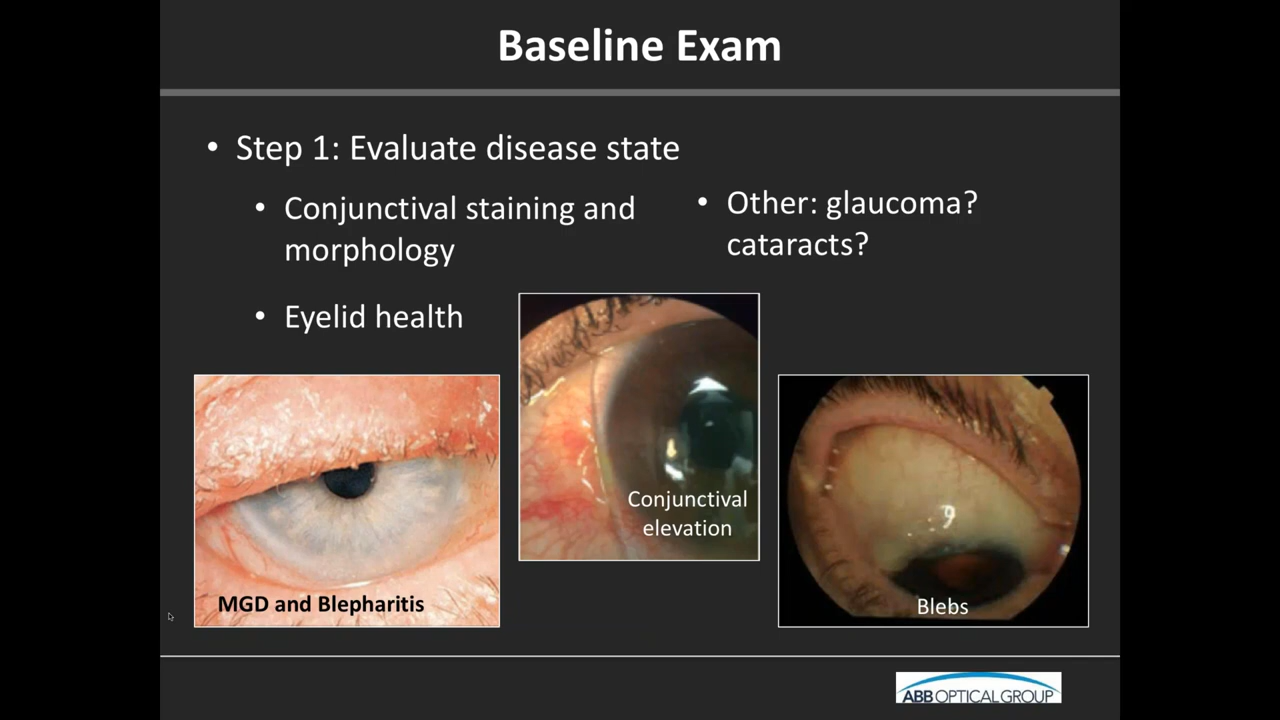 Baseline Exam
• Step 1: Evaluate disease state
• Conjunctival staining and
morphology
• Eyelid health
• Other: glaucoma?
cataracts?
MGD and Blepharitis
Conjunctival
elevation
Blebs
ABB OPTICAL GROUP